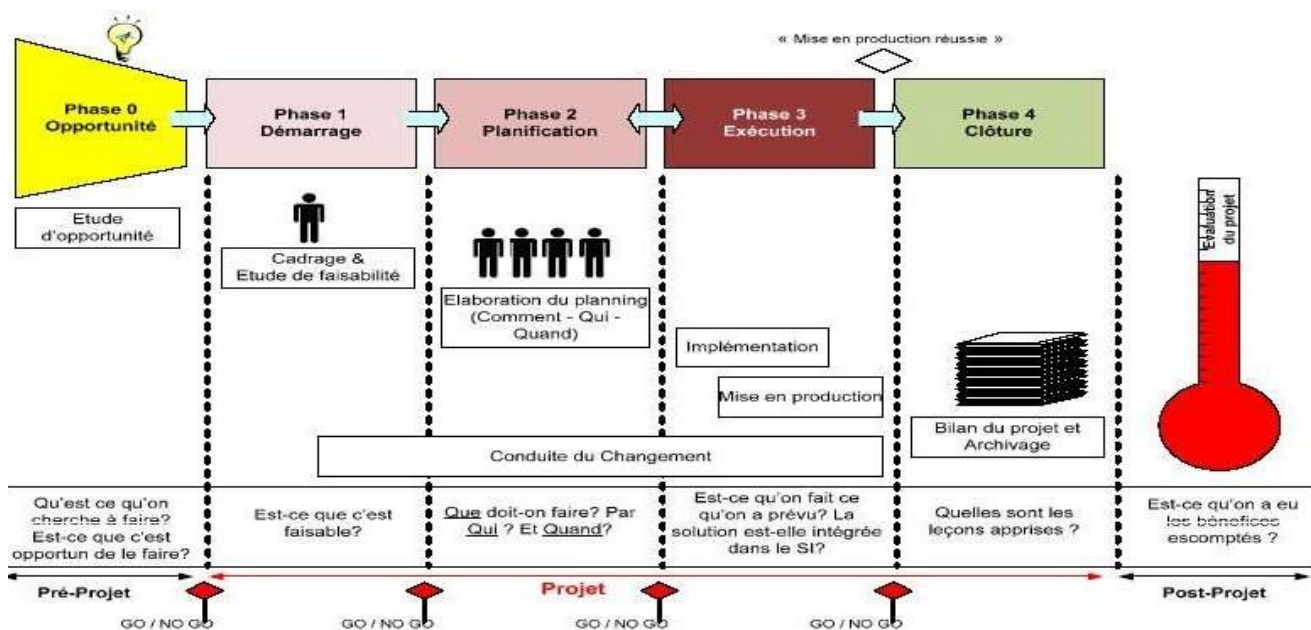 « Mise en production réussie »
Phase 0
Opportunité
Phase 1
Démarrage
Phase 2
Planification
Phase 3
Exécution
Phase 4
Clôture
Etude
d'opportunité
Cadrage &
Etude de faisabilité
Elaboration du planning
(Comment - Qui -
Quand)
Implémentation
Mise en production
Bilan du projet et
Archivage
Conduite du Changement
Evaluation
du projet
Qu'est ce qu'on
cherche à faire?
Est-ce que c'est
opportun de le faire?
Est-ce que c'est
faisable?
Que doit-on faire? Par
Qui ? Et Quand?
Est-ce qu'on fait ce
qu'on a prévu? La
solution est-elle intégrée
dans le SI?
Quelles sont les
leçons apprises ?
Est-ce qu'on a eu
les bénefices
escomptés ?
Pré-Projet
Projet
Post-Projet
GO / NO GO
GO / NO GO
GO / NO GO
GO / NO GO